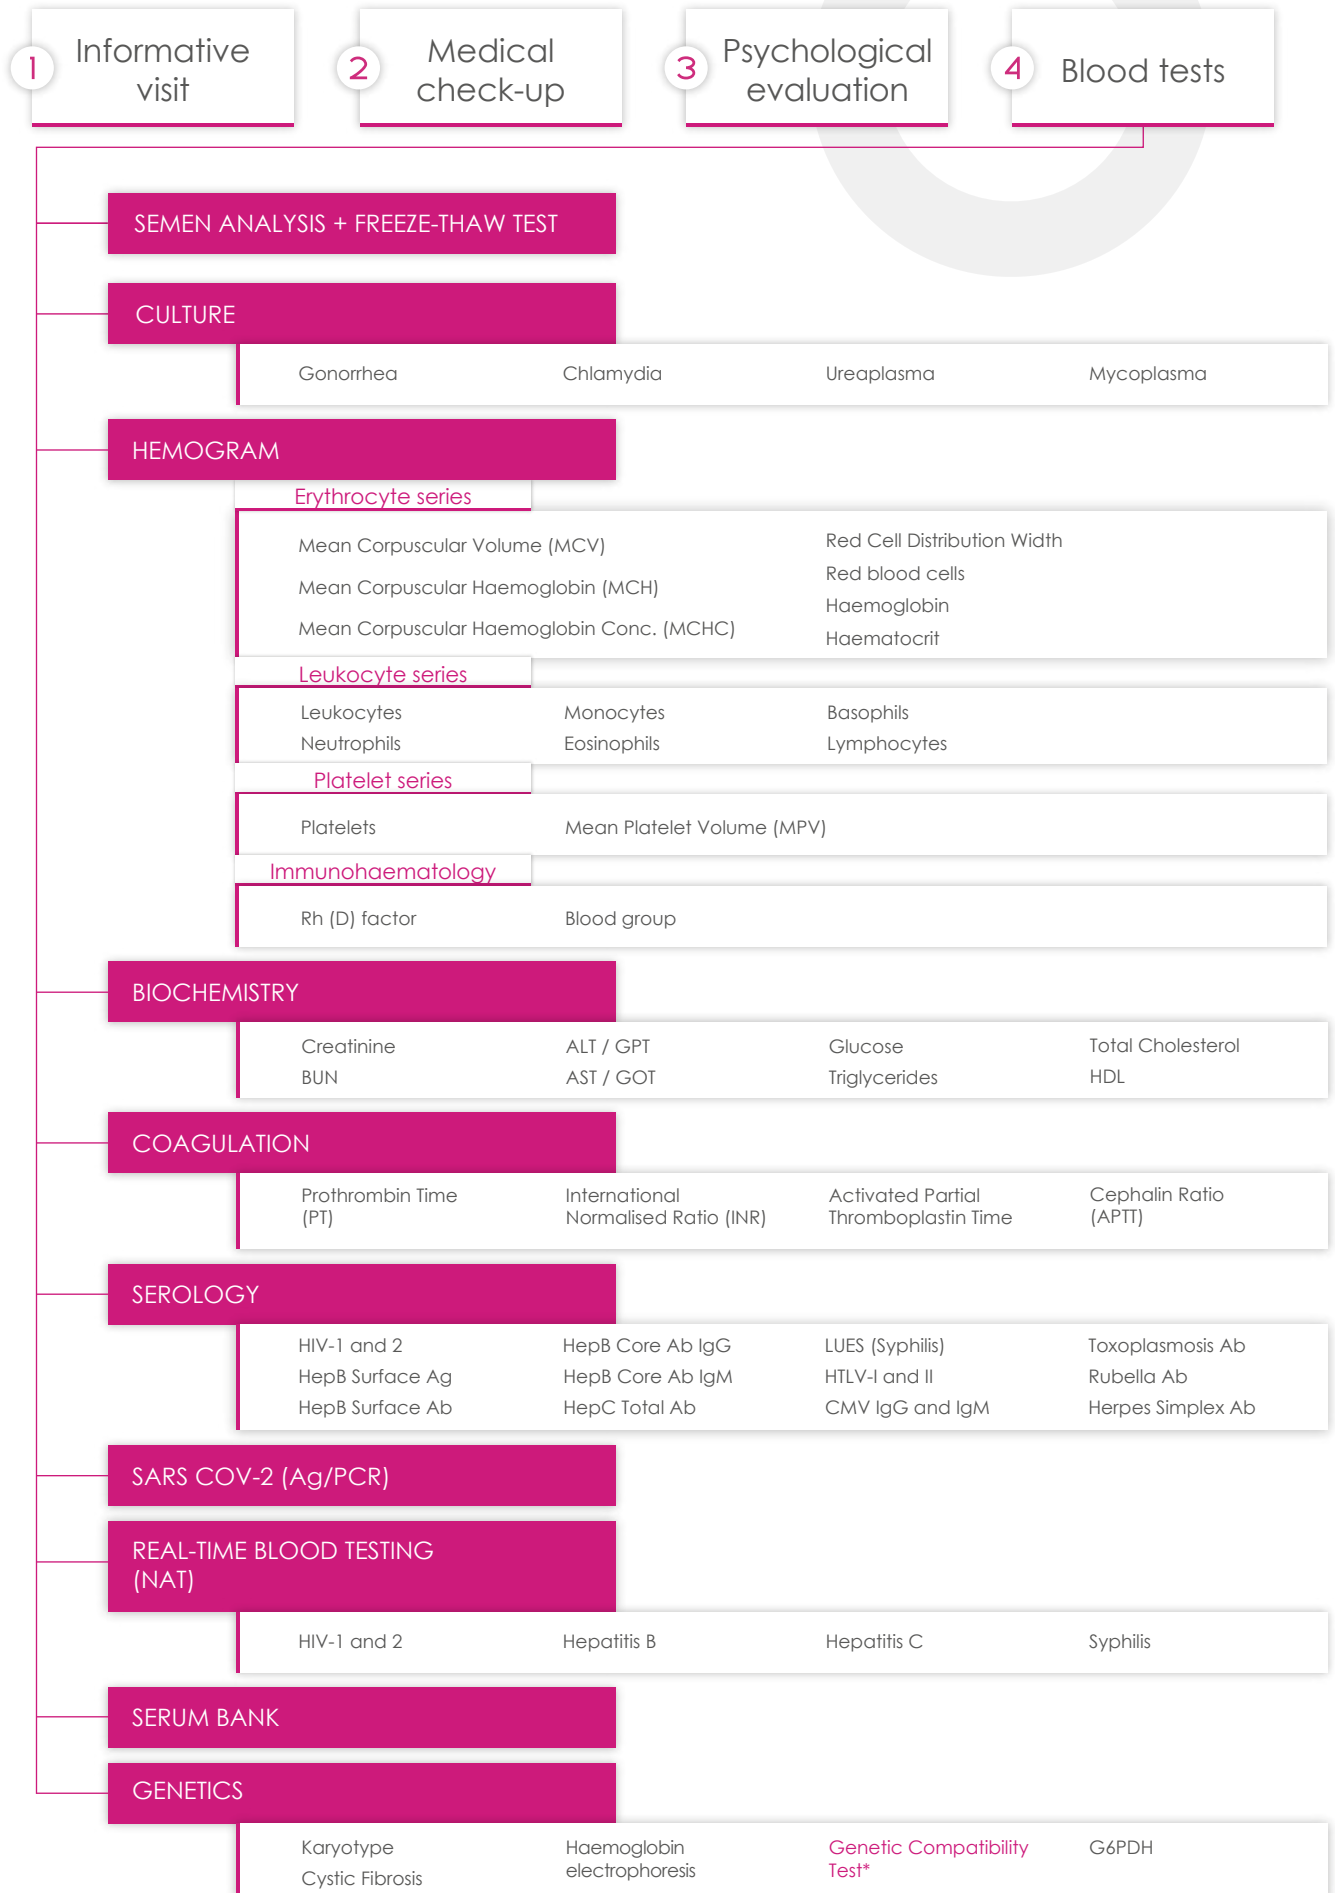 1
Informative
visit
2
Medical
check-up
3
Psychological
evaluation
4
Blood tests
SEMEN ANALYSIS + FREEZE-THAW TEST
CULTURE
Gonorrhea
Chlamydia
Ureaplasma
Mycoplasma
HEMOGRAM
Erythrocyte series
Mean Corpuscular Volume (MCV)
Mean Corpuscular Haemoglobin (MCH)
Mean Corpuscular Haemoglobin Conc. (MCHC)
Red Cell Distribution Width
Red blood cells
Haemoglobin
Haematocrit
Leukocyte series
Leukocytes
Neutrophils
Monocytes
Eosinophils
Basophils
Lymphocytes
Platelet series
Platelets
Mean Platelet Volume (MPV)
Immunohaematology
Rh (D) factor
Blood group
BIOCHEMISTRY
Creatinine
BUN
ALT / GPT
AST / GOT
Glucose
Triglycerides
Total Cholesterol
HDL
COAGULATION
Prothrombin Time
(PT)
International
Normalised Ratio (INR)
Activated Partial
Thromboplastin Time
Cephalin Ratio
(APTT)
SEROLOGY
HIV-1 and 2
HepB Surface Ag
HepB Surface Ab
HepB Core Ab IgG
HepB Core Ab IgM
HepC Total Ab
LUES (Syphilis)
HTLV-I and II
CMV IgG and IgM
Toxoplasmosis Ab
Rubella Ab
Herpes Simplex Ab
SARS COV-2 (Ag/PCR)
REAL-TIME BLOOD TESTING
(NAT)
HIV-1 and 2
Hepatitis B
Hepatitis C
Syphilis
SERUM BANK
GENETICS
Karyotype
Cystic Fibrosis
Haemoglobin
electrophoresis
Genetic Compatibility
Test*
G6PDH